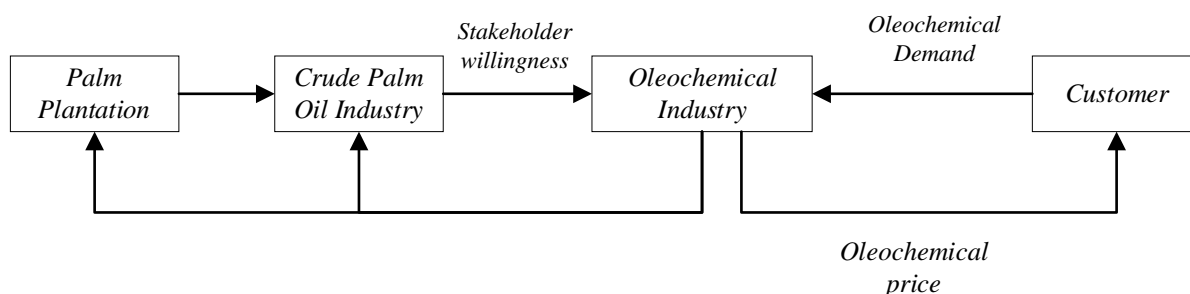 Stakeholder
willingness
Oleochemical
Demand
Palm
Plantation
Crude Palm
Oil Industry
Oleochemical
Industry
Customer
Oleochemical
price